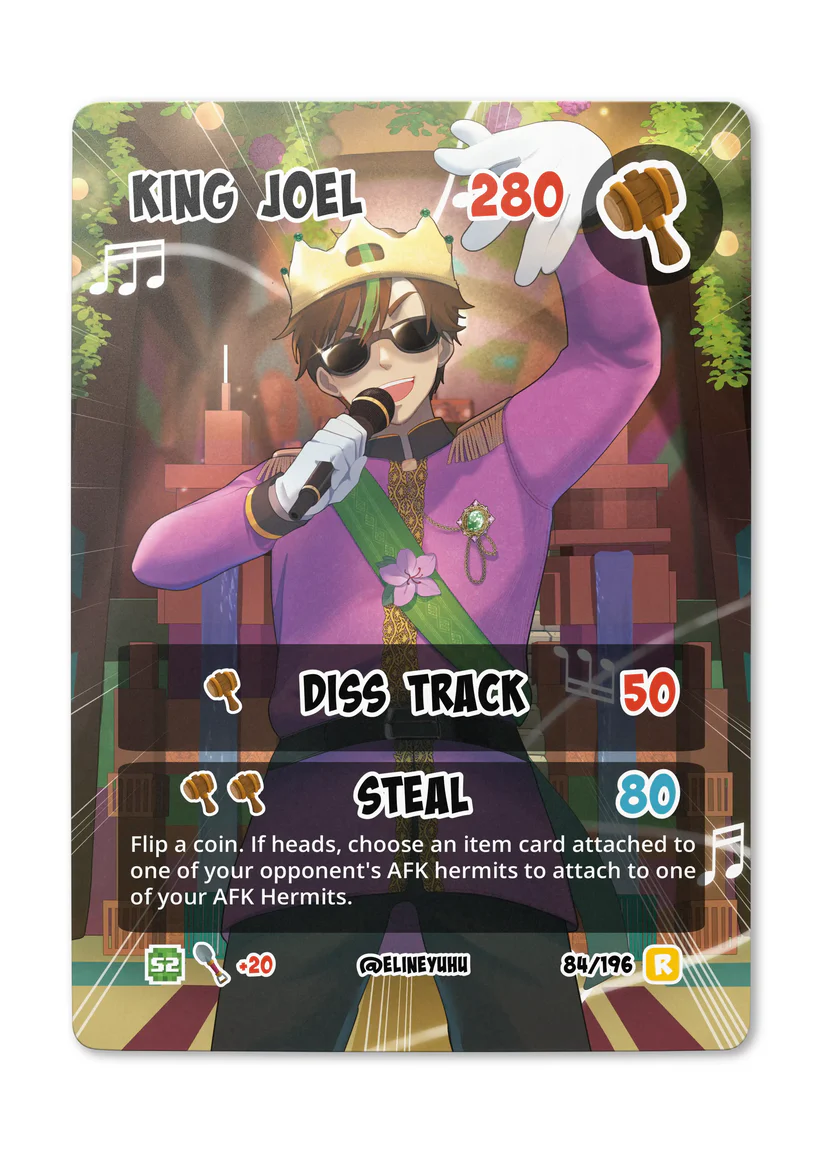 KING JOEL 280
DISS TRACK 50
STEAL 80
Flip a coin. If heads, choose an item card attached to
one of your opponent's AFK hermits to attach to one
of your AFK Hermits.
S2 +20 @ELINEYUHU 84/196 R